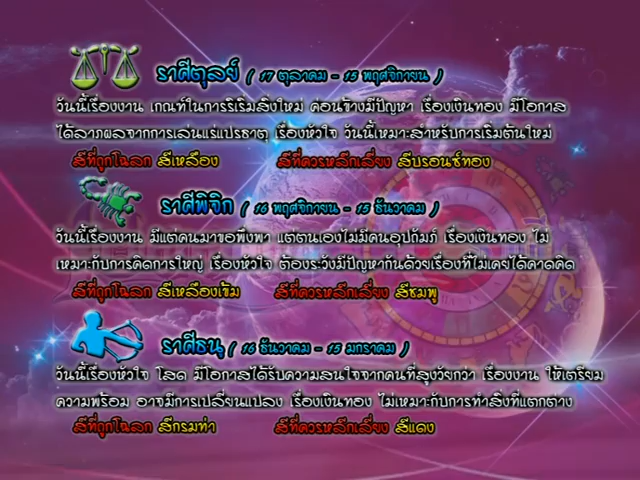 ราศีตุลย์ ( 17 ตุลาคม - 15 พฤศจิกายน )
วันนี้เรื่องงาน เกณฑ์ในการริเริ่มสิ่งใหม่ ค่อนข้างมีปัญหา เรื่องเงินทอง มีโอกาส
ได้ลาภผลจากการเล่นแร่แปรธาตุ เรื่องหัวใจ วันนี้เหมาะสำหรับการเริ่มต้นใหม่
สีที่ถูกโฉลก สีเหลือง สีที่ควรหลีกเลี่ยง สีบรอนซ์ทอง
ราศีพิจิก ( 16 พฤศจิกายน - 15 ธันวาคม )
วันนี้เรื่องงาน มีแต่คนมาขอพึ่งพา แต่ตนเองไม่มีคนอุปถัมภ์ เรื่องเงินทอง ไม่
เหมาะกับการคิดการใหญ่ เรื่องหัวใจ ต้องระวังมีปัญหากันด้วยเรื่องที่ไม่เคยได้คาดคิด
สีที่ถูกโฉลก สีเหลืองเข้ม สีที่ควรหลีกเลี่ยง สีชมพู
ราศีธนู ( 16 ธันวาคม - 15 มกราคม )
วันนี้เรื่องหัวใจ โสด มีโอกาสได้รับความสนใจจากคนที่สูงวัยกว่า เรื่องงาน ให้เตรียม
ความพร้อม อาจมีการเปลี่ยนแปลง เรื่องเงินทอง ไม่เหมาะกับการทำสิ่งที่แตกต่าง
สีที่ถูกโฉลก สีกรมท่า สีที่ควรหลีกเลี่ยง สีแดง